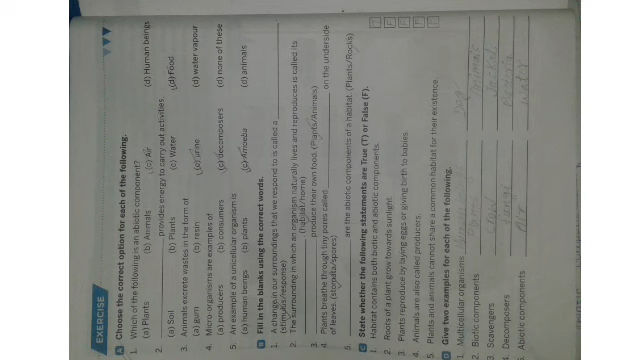 EXERCISE
A Choose the correct option for each of the following.
1. Which of the following is an abiotic component?
(a) Plants (b) Animals (c) Air (d) Human beings
2. provides energy to carry out activities.
(a) Soil (b) Plants (c) Water (d) Food
3. Animals excrete wastes in the form of
(a) gum (b) resin (c) urine (d) water vapour
4. Micro-organisms are examples of
(a) producers (b) consumers (c) decomposers (d) none of these
5. An example of a unicellular organism is
(a) human beings (b) plants (c) Amoeba (d) animals
B Fill in the blanks using the correct words.
1. A change in our surroundings that we respond to is called a
(stimulus/response)
2. The surrounding in which an organism naturally lives and reproduces is called its
(habitat/home)
3. produce their own food. (Plants/Animals)
4. Plants breathe through tiny pores called on the underside
of leaves. (stomata/spores)
5. are the abiotic components of a habitat. (Plants/Rocks)
C State whether the following statements are True (T) or False (F).
1. Habitat contains both biotic and abiotic components. T
2. Roots of a plant grow towards sunlight. F
3. Plants reproduce by laying eggs or giving birth to babies. F
4. Animals are also called producers. F
5. Plants and animals cannot share a common habitat for their existence.
D Give two examples for each of the following.
1. Multicellular organisms dog
2. Biotic components animals
3. Scavengers jackal
4. Decomposers fungi bacteria
5. Abiotic components air water